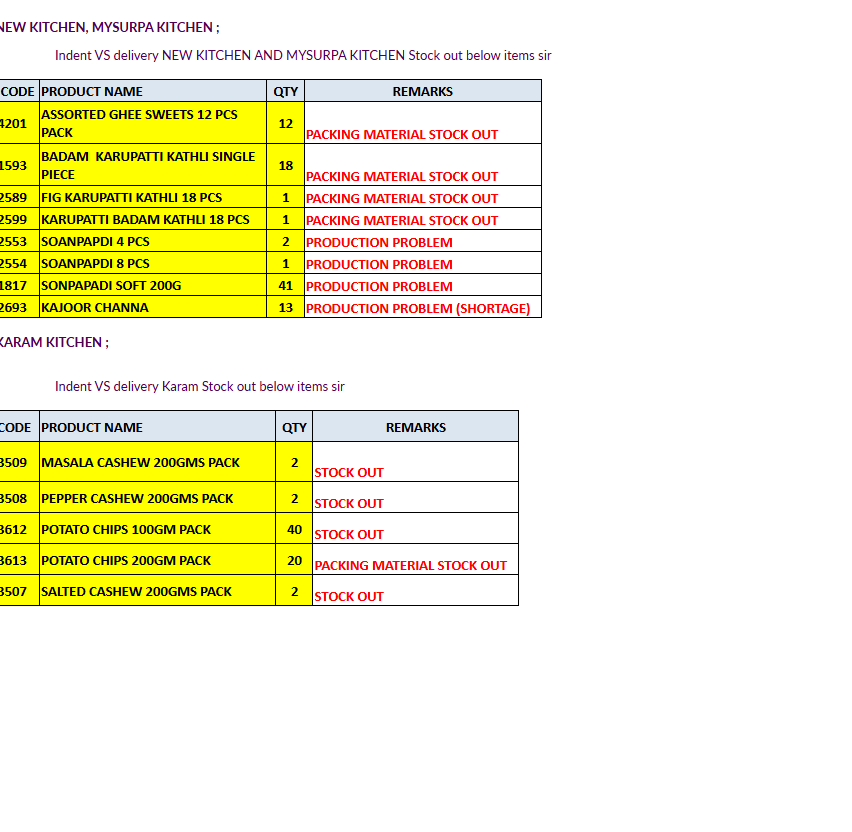 NEW KITCHEN, MYSURPA KITCHEN ;
Indent VS delivery NEW KITCHEN AND MYSURPA KITCHEN Stock out below items sir
CODE PRODUCT NAME QTY REMARKS
4201 ASSORTED GHEE SWEETS 12 PCS PACK 12 PACKING MATERIAL STOCK OUT
1593 BADAM KARUPATTI KATHLI SINGLE PIECE 18 PACKING MATERIAL STOCK OUT
2589 FIG KARUPATTI KATHLI 18 PCS 1 PACKING MATERIAL STOCK OUT
2599 KARUPATTI BADAM KATHLI 18 PCS 1 PACKING MATERIAL STOCK OUT
2553 SOANPAPDI 4 PCS 2 PRODUCTION PROBLEM
2554 SOANPAPDI 8 PCS 1 PRODUCTION PROBLEM
1817 SONPAPADI SOFT 200G 41 PRODUCTION PROBLEM
2693 KAJOOR CHANNA 13 PRODUCTION PROBLEM (SHORTAGE)
KARAM KITCHEN ;
Indent VS delivery Karam Stock out below items sir
CODE PRODUCT NAME QTY REMARKS
3509 MASALA CASHEW 200GMS PACK 2 STOCK OUT
3508 PEPPER CASHEW 200GMS PACK 2 STOCK OUT
3612 POTATO CHIPS 100GM PACK 40 STOCK OUT
3613 POTATO CHIPS 200GM PACK 20 PACKING MATERIAL STOCK OUT
3507 SALTED CASHEW 200GMS PACK 2 STOCK OUT